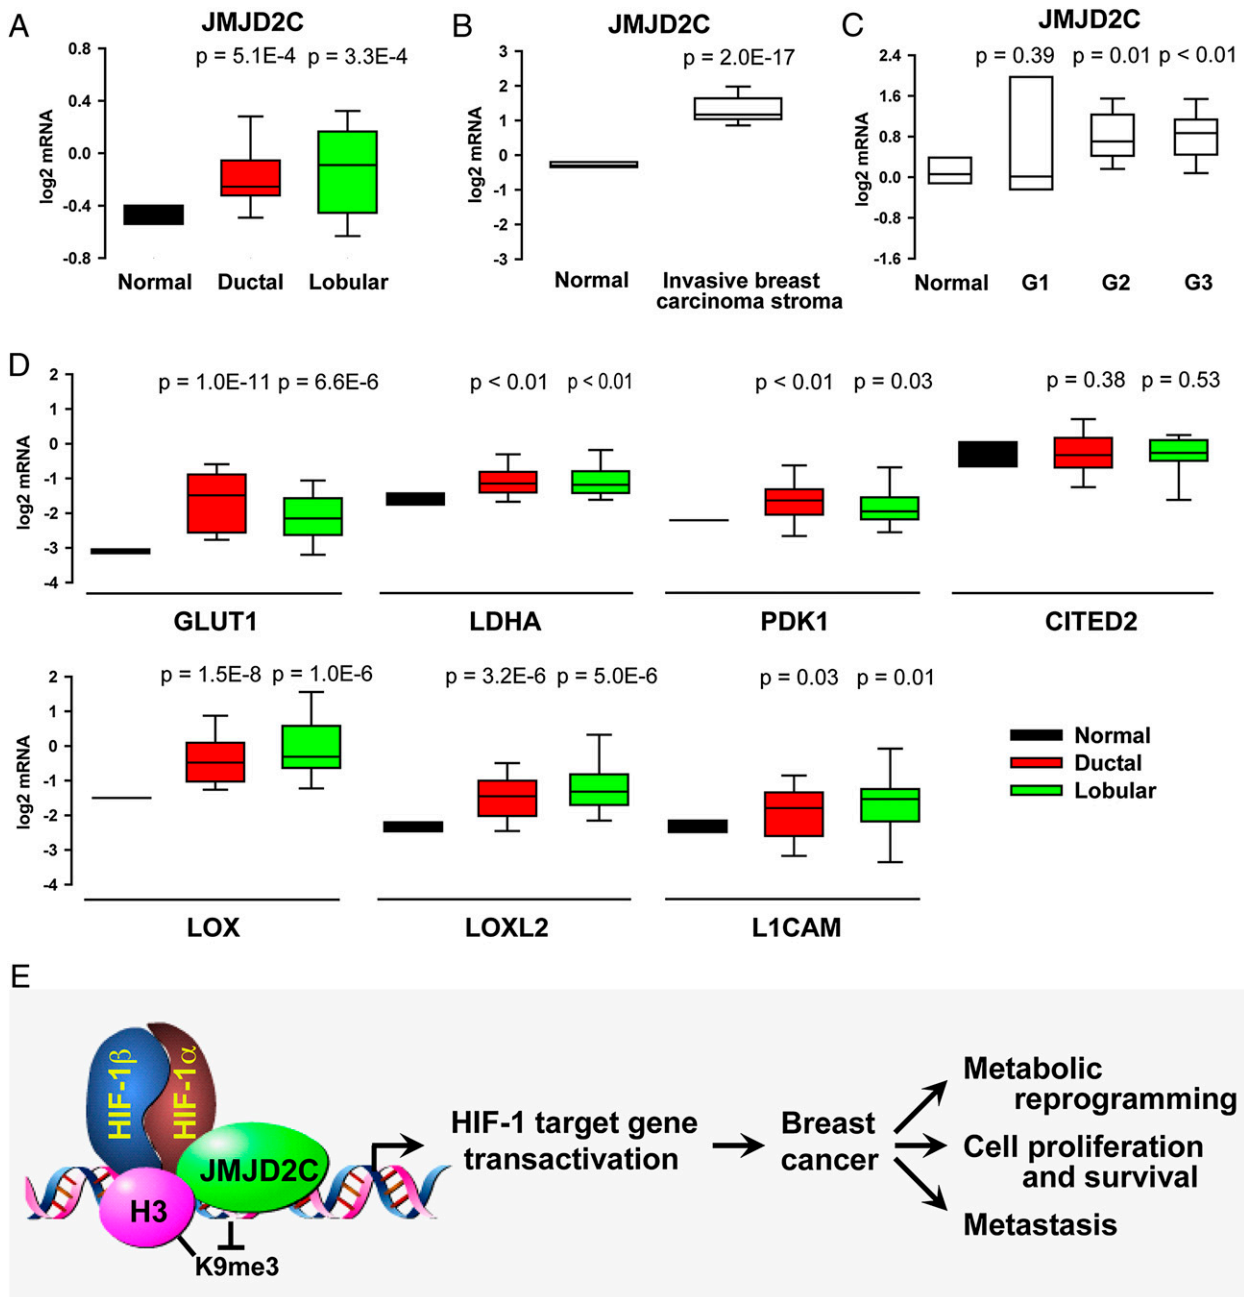 A
JMJD2C
p = 5.1E-4 p = 3.3E-4
log2 mRNA
0.8
0.4
0.0
-0.4
-0.8
Normal Ductal Lobular
B
JMJD2C
p = 2.0E-17
log2 mRNA
3
2
1
0
-1
-2
-3
Normal
Invasive breast
carcinoma stroma
C
JMJD2C
p = 0.39 p = 0.01 p < 0.01
log2 mRNA
2.4
1.6
0.8
0.0
-0.8
-1.6
Normal G1 G2 G3
D
log2 mRNA
2
1
0
-1
-2
-3
-4
p = 1.0E-11 p = 6.6E-6
GLUT1
p < 0.01 p < 0.01
LDHA
p < 0.01 p = 0.03
PDK1
p = 0.38 p = 0.53
CITED2
log2 mRNA
2
1
0
-1
-2
-3
-4
p = 1.5E-8 p = 1.0E-6
LOX
p = 3.2E-6 p = 5.0E-6
LOXL2
p = 0.03 p = 0.01
L1CAM
Normal
Ductal
Lobular
E
HIF-1β
HIF-1α
JMJD2C
H3
K9me3
HIF-1 target gene
transactivation
Breast
cancer
Metabolic
reprogramming
Cell proliferation
and survival
Metastasis